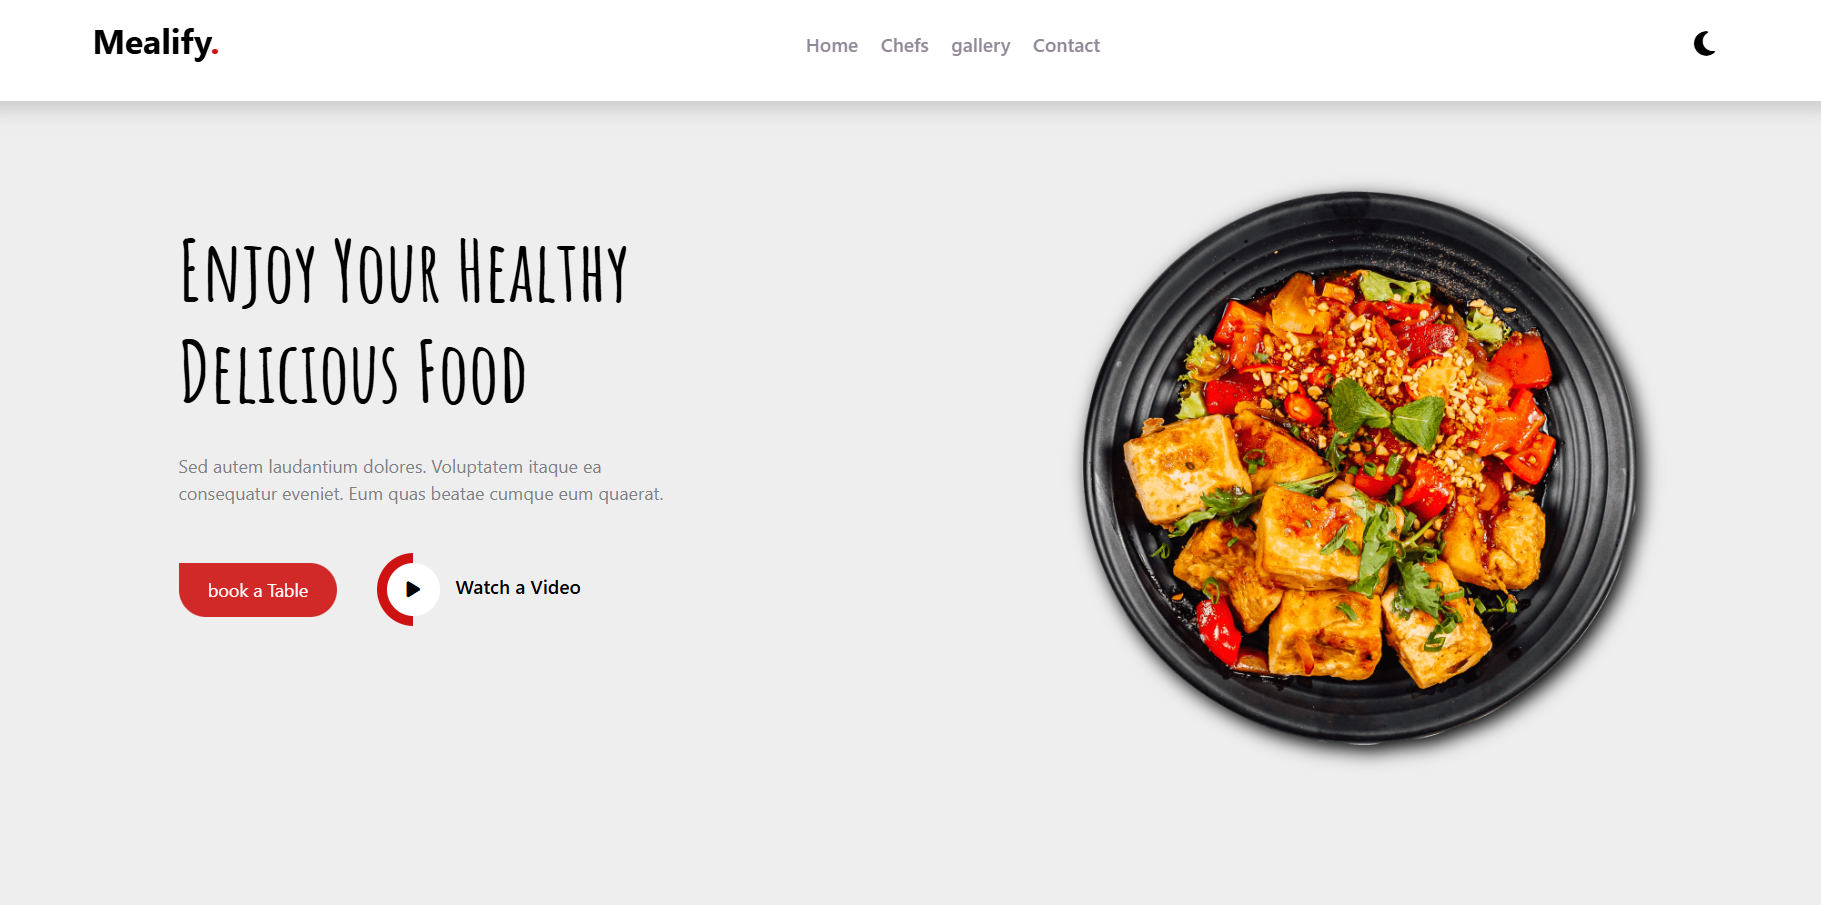 Mealify.
Home Chefs gallery Contact
Enjoy Your Healthy
Delicious Food
Sed autem laudantium dolores. Voluptatem itaque ea
consequatur eveniet. Eum quas beatae cumque eum quaerat.
book a Table
Watch a Video